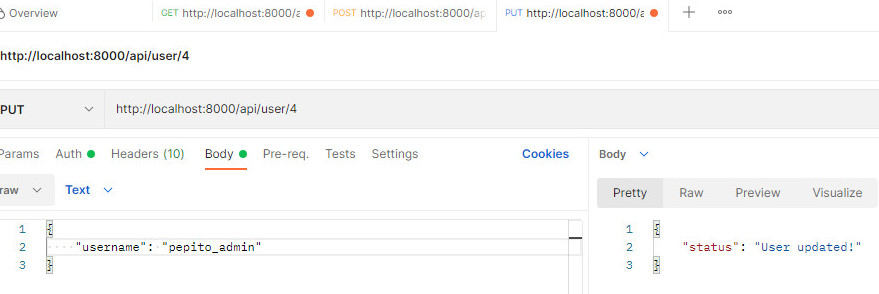 Overview GET http://localhost:8000/a POST http://localhost:8000/ap PUT http://localhost:8000/a
http://localhost:8000/api/user/4
PUT http://localhost:8000/api/user/4
Params Auth Headers (10) Body Pre-req. Tests Settings Cookies
raw Text
1 {
2 "username": "pepito_admin"
3 }
Body
Pretty Raw Preview Visualize
1 {
2 "status": "User updated!"
3 }